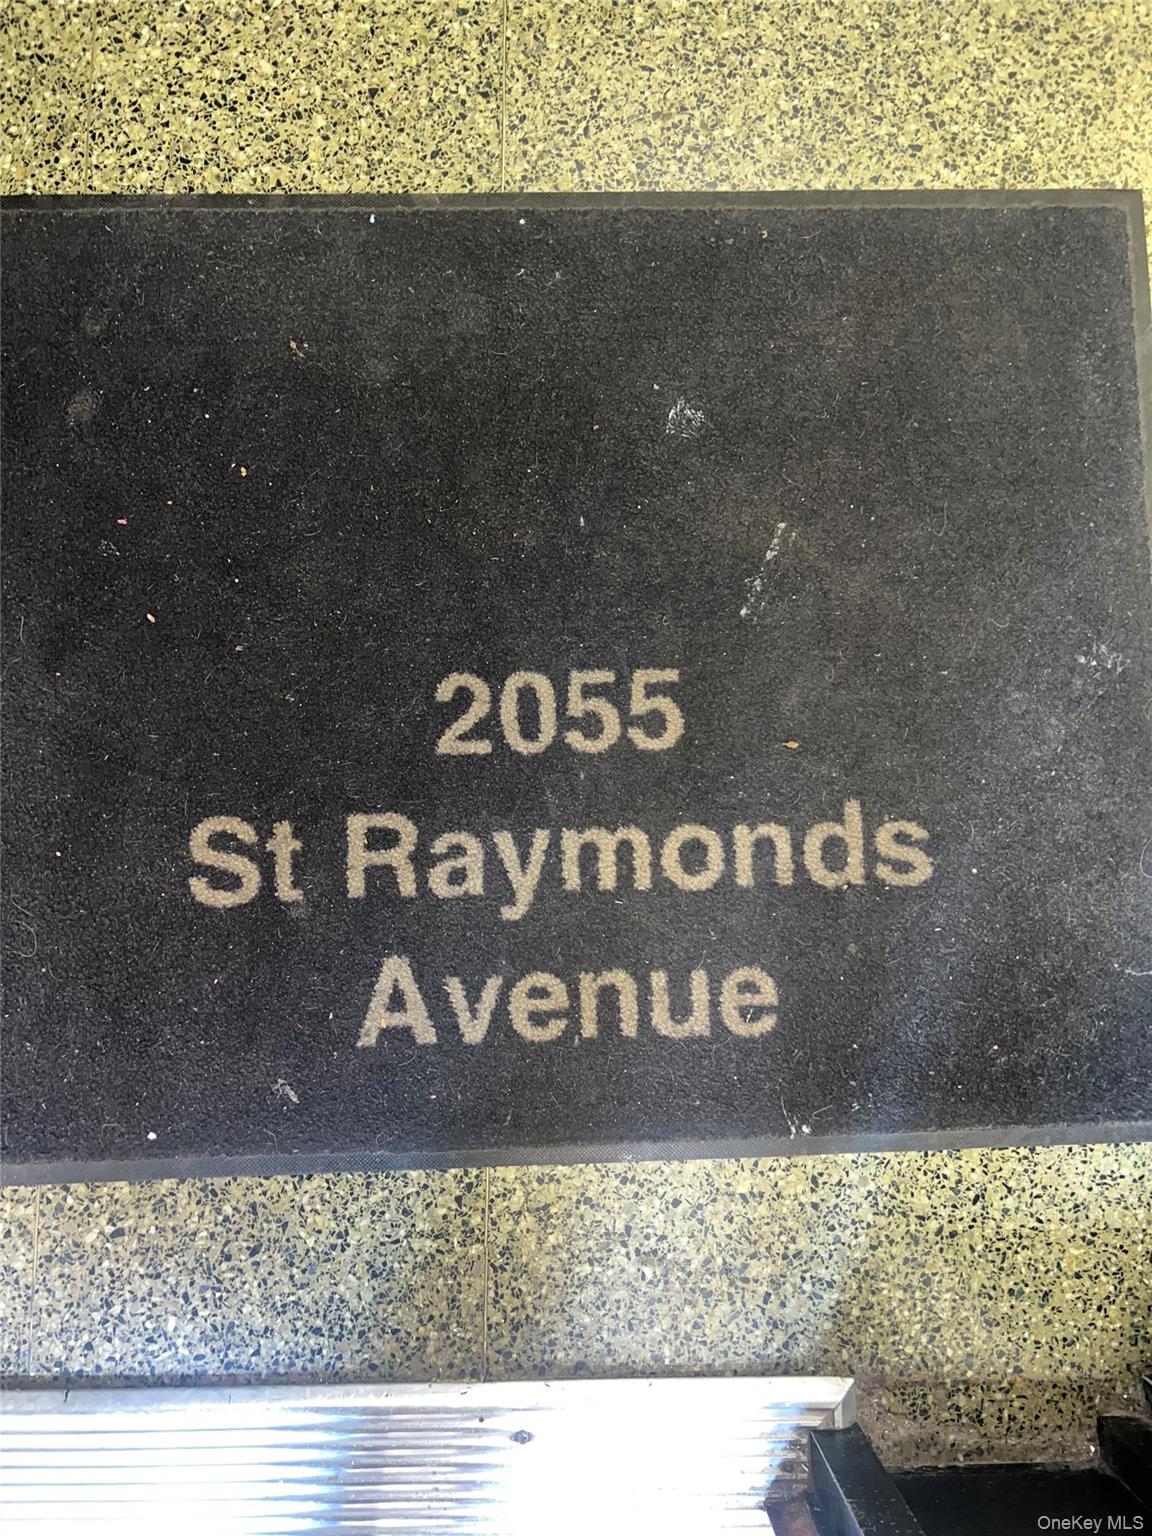 2055
St Raymonds
Avenue
OneKey MLS